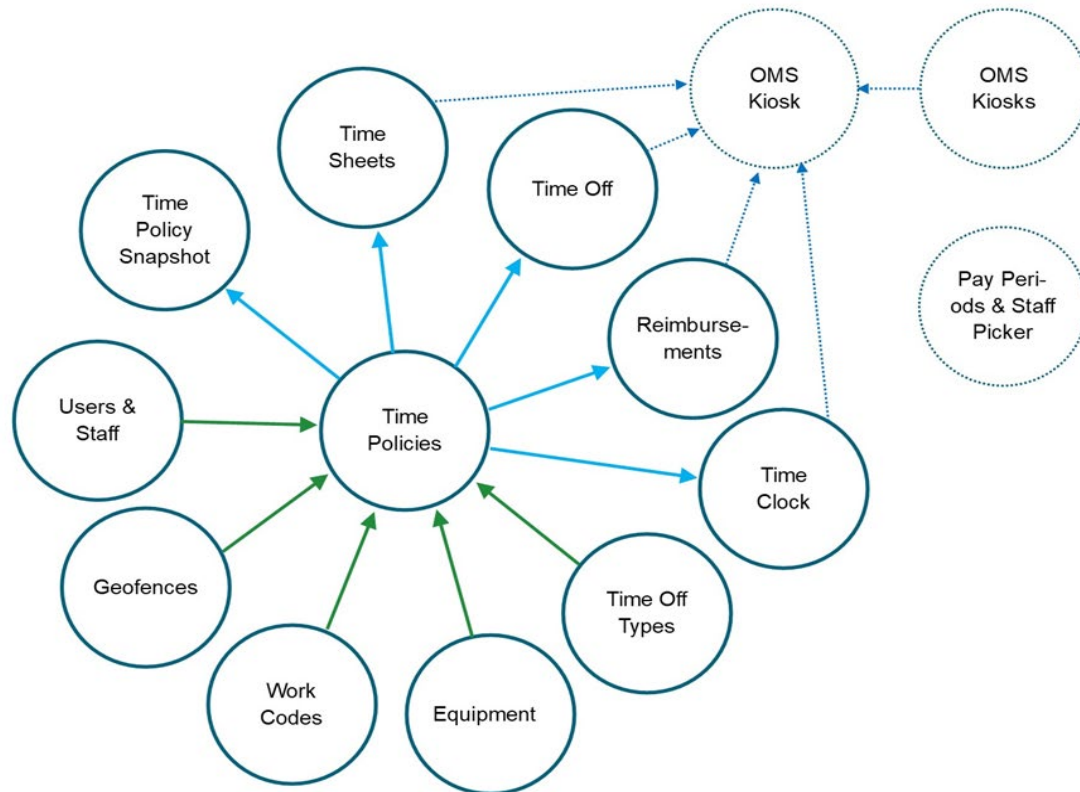 OMS
Kiosk
OMS
Kiosks
Time
Sheets
Time Off
Time
Policy
Snapshot
Pay Peri-
ods & Staff
Picker
Reimburse-
ments
Users &
Staff
Time
Policies
Time
Clock
Geofences
Time Off
Types
Work
Codes
Equipment